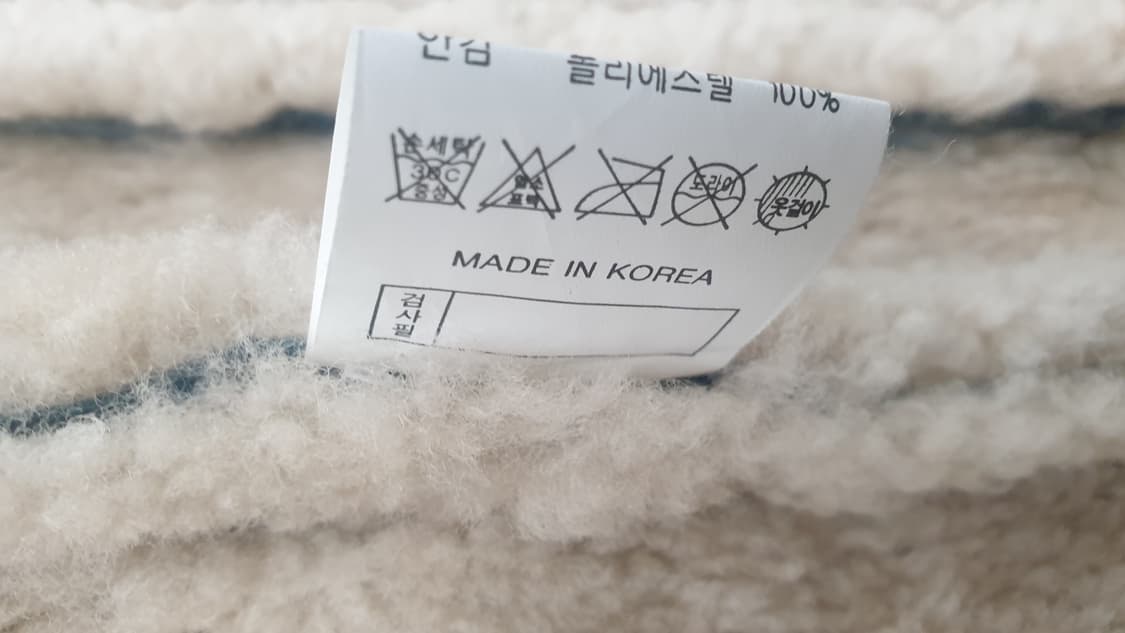 안감 폴리에스텔 100%
손세탁 30C 중성 염소 표백 드라이 옷걸이
MADE IN KOREA
검사필